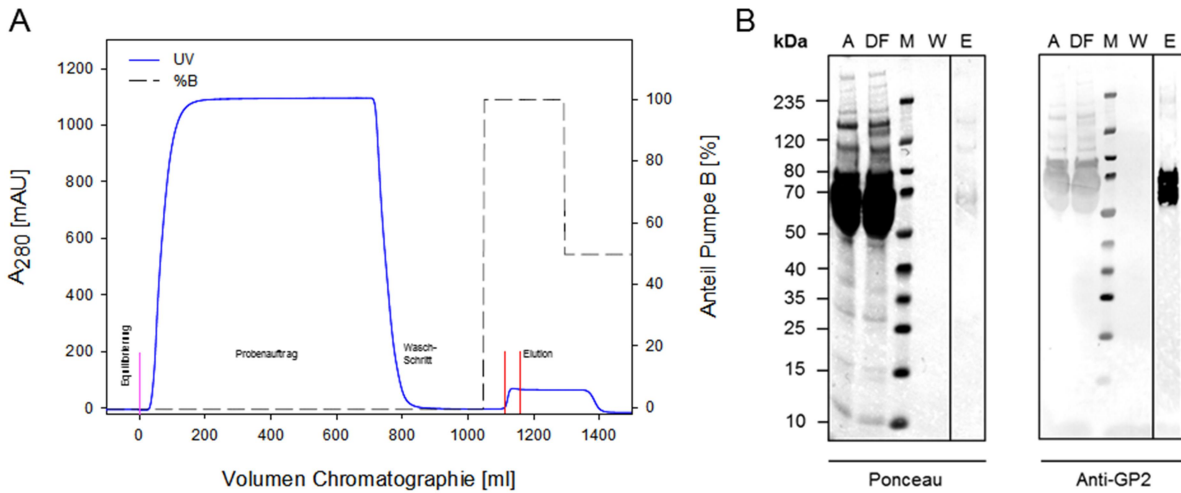 A
UV
%B
1200
1000
800
600
400
200
0
A280 [mAU]
100
80
60
40
20
0
Anteil Pumpe B [%]
Equilibrierung
Probenauftrag
Wasch-
Schritt
Elution
0 200 400 600 800 1000 1200 1400
Volumen Chromatographie [ml]
B
kDa A DF M W E
235
120
80
70
50
40
35
25
15
10
Ponceau
A DF M W E
Anti-GP2